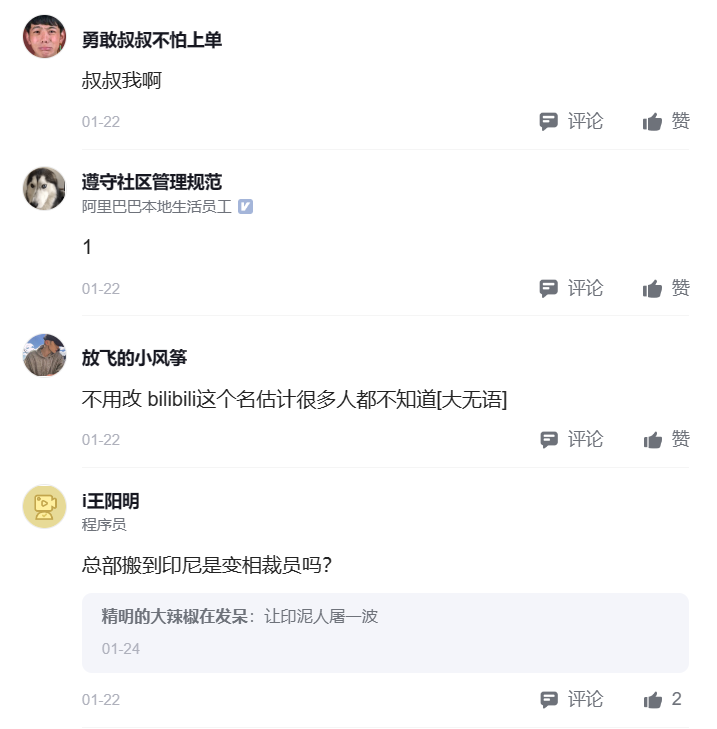 勇敢叔叔不怕上单
叔叔我啊
01-22 评论 赞
遵守社区管理规范
阿里巴巴本地生活员工
1
01-22 评论 赞
放飞的小风筝
不用改 bilibili这个名估计很多人都不知道[大无语]
01-22 评论 赞
i王阳明
程序员
总部搬到印尼是变相裁员吗?
精明的大辣椒在发呆：让印泥人屠一波
01-24
01-22 评论 2